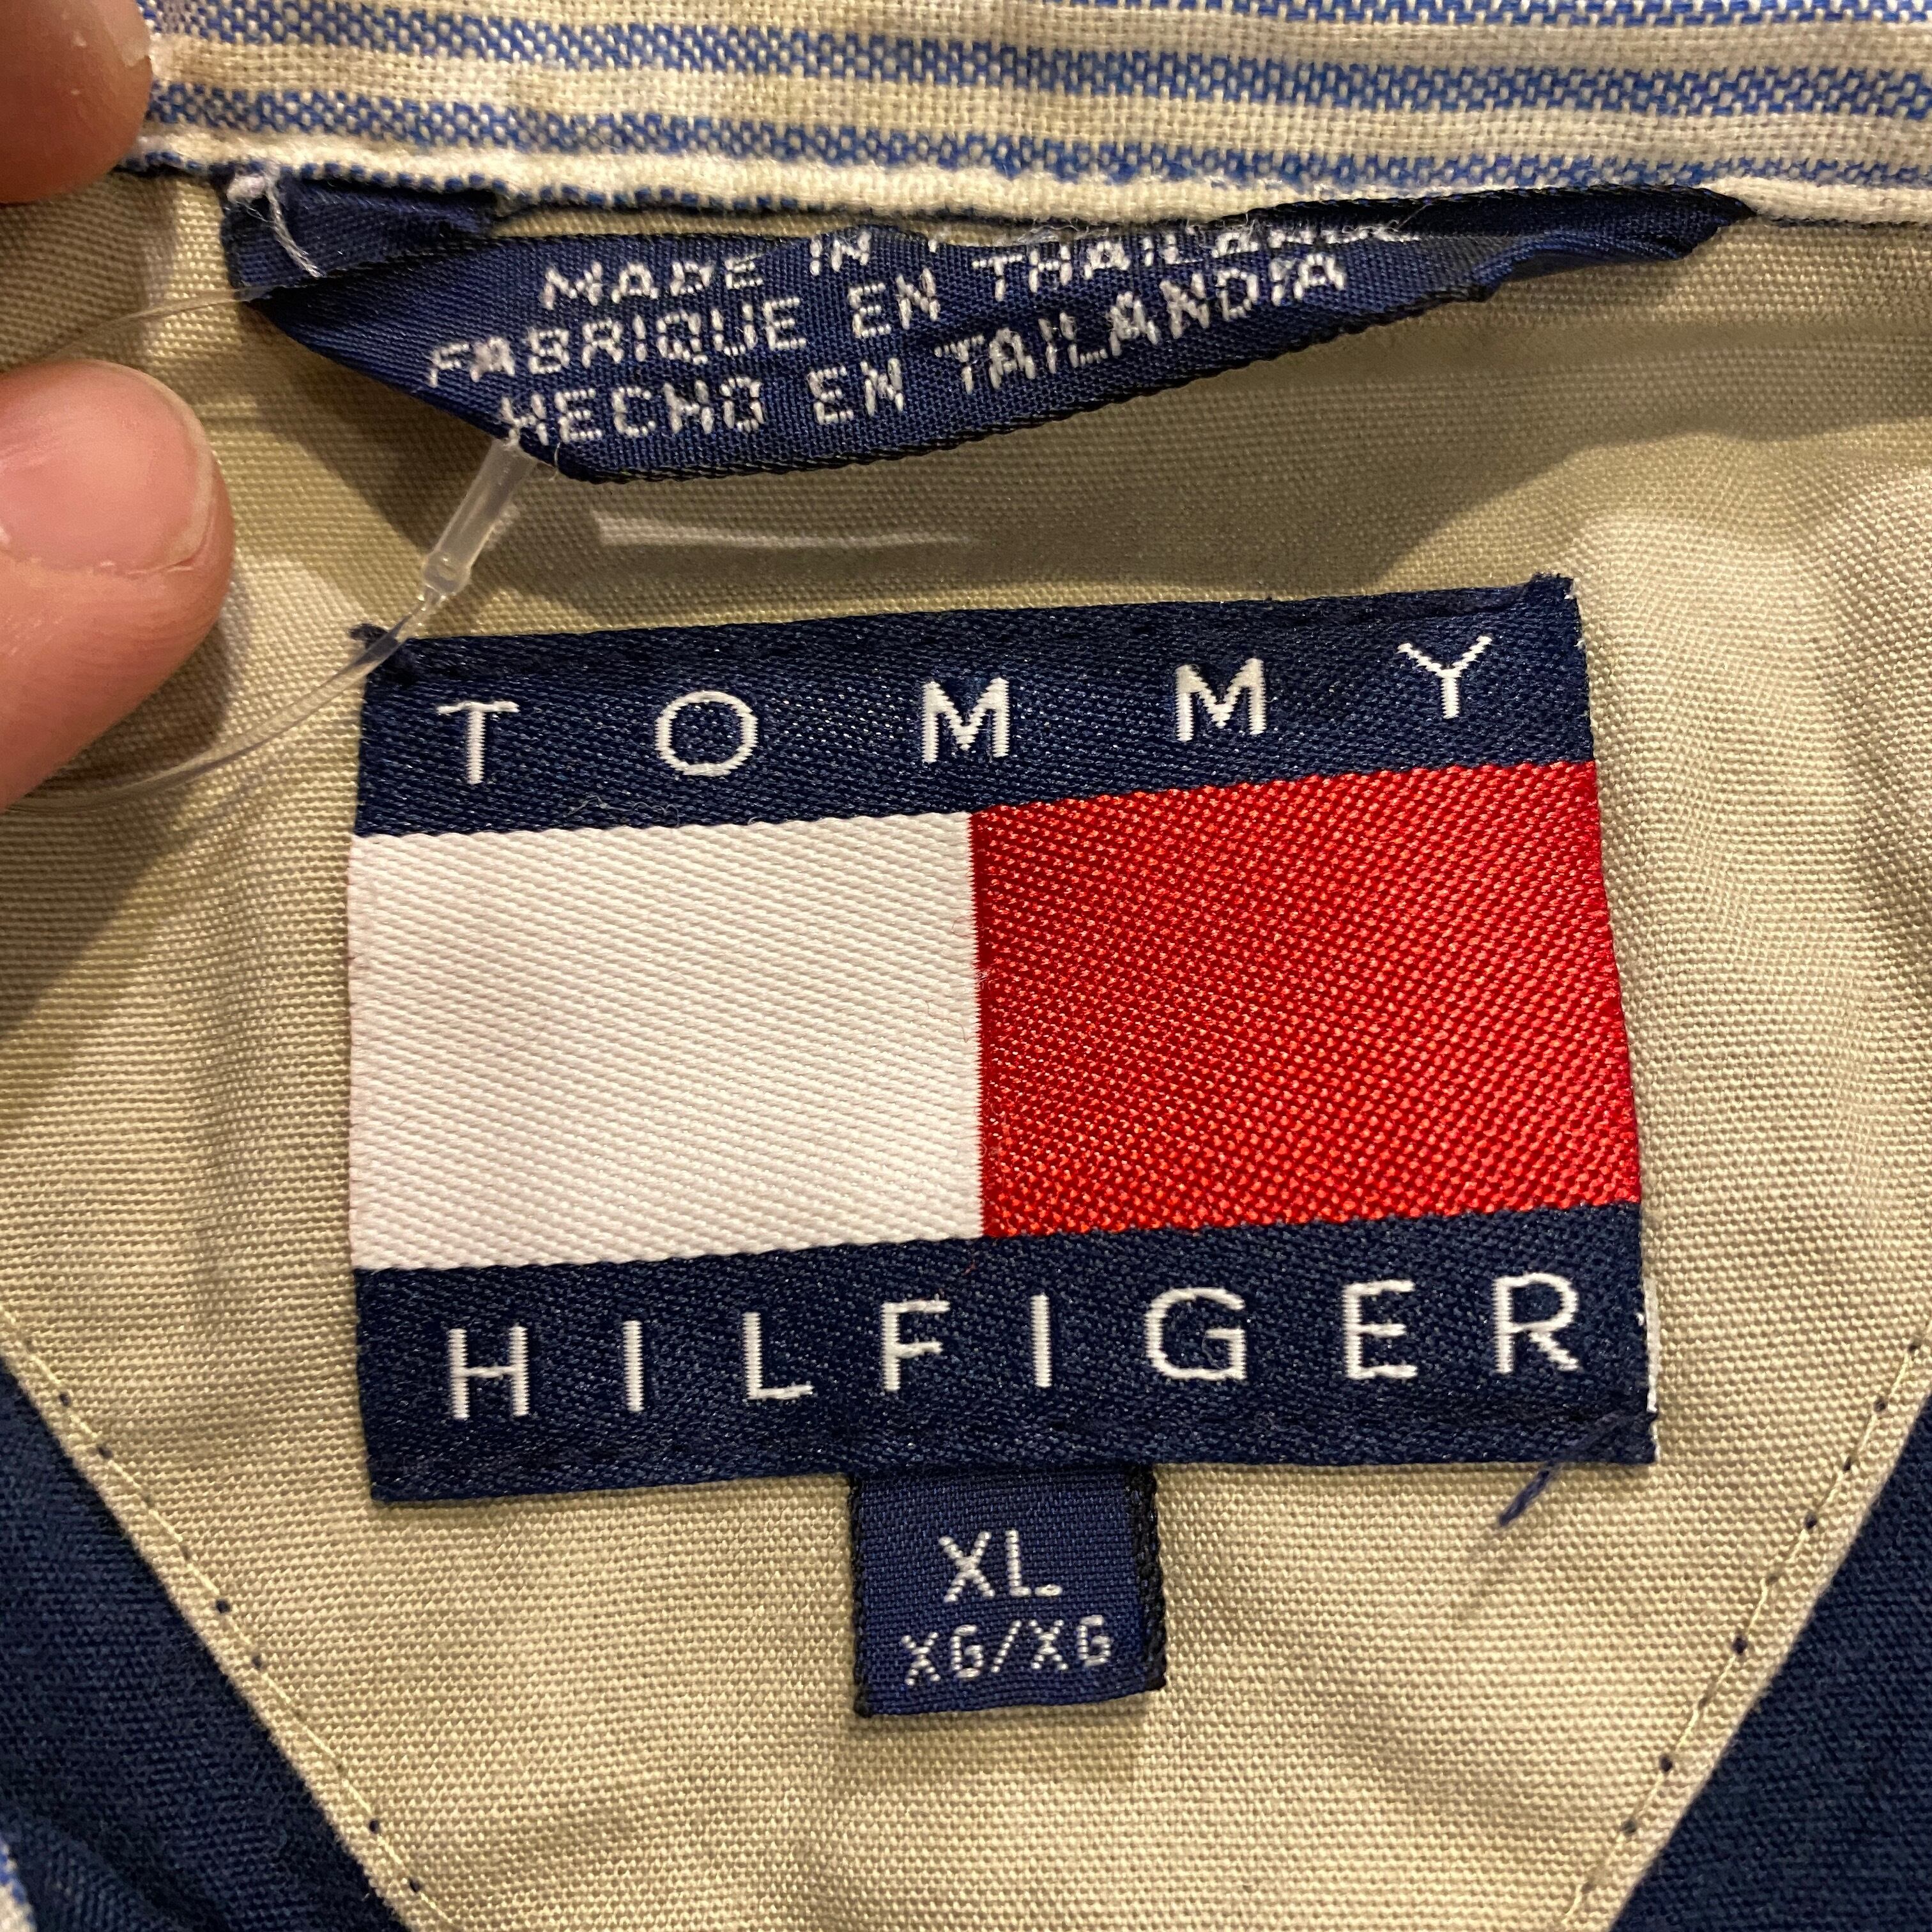 MADE IN THAILAND
FABRIQUE EN THAILANDE
HECHO EN TAILANDIA
TOMMY
HILFIGER
XL
XG/XG